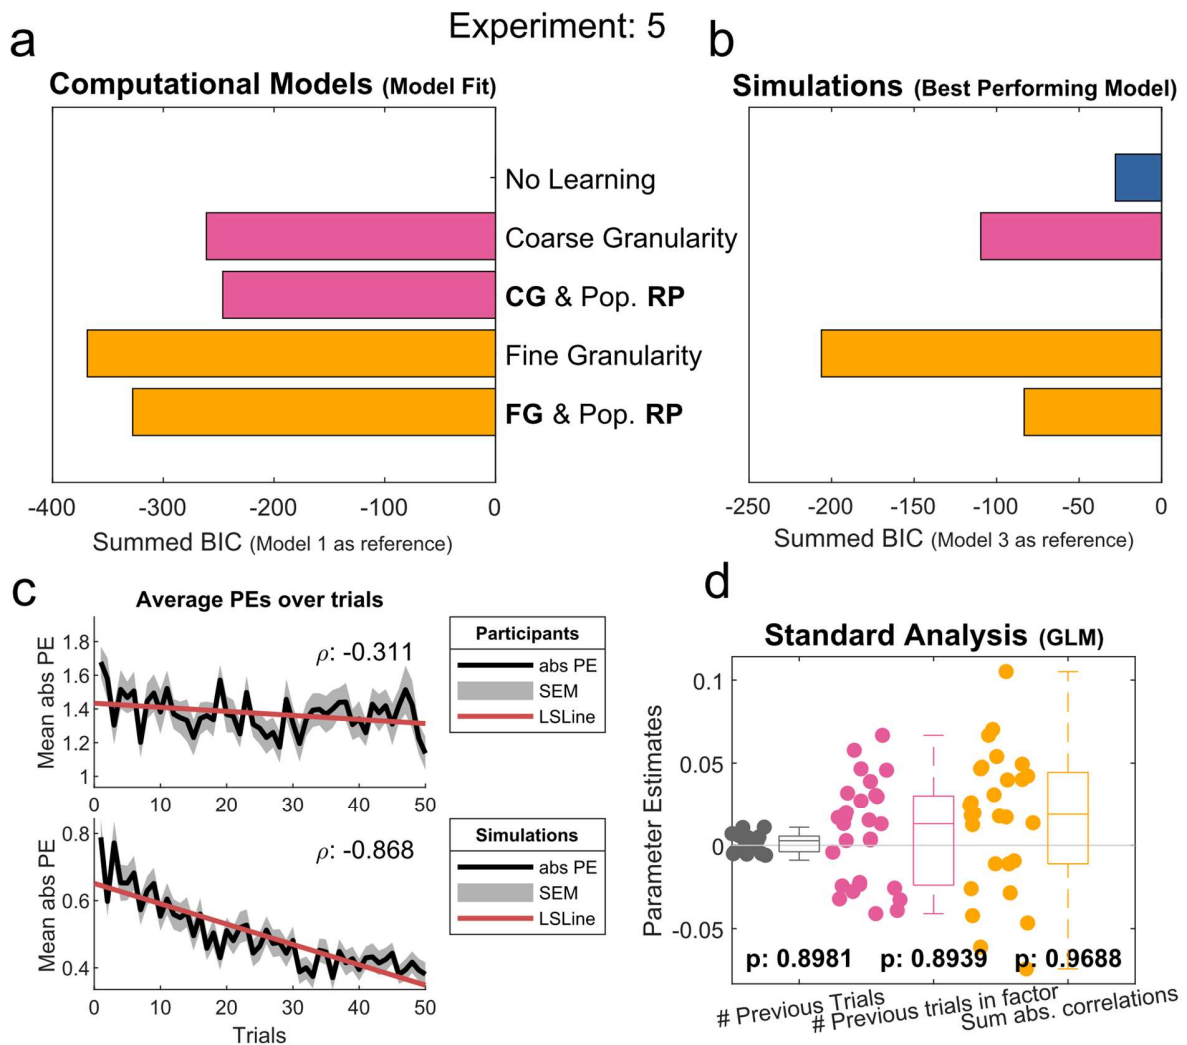 Experiment: 5
a
b
Computational Models (Model Fit)
Simulations (Best Performing Model)
No Learning
Coarse Granularity
CG & Pop. RP
Fine Granularity
FG & Pop. RP
-400 -300 -200 -100 0
-250 -200 -150 -100 -50 0
Summed BIC (Model 1 as reference)
Summed BIC (Model 3 as reference)
c
Average PEs over trials
Mean abs PE
1.8
1.6
1.4
1.2
1
ρ: -0.311
0 10 20 30 40 50
Participants
abs PE
SEM
LSLine
Mean abs PE
0.8
0.6
0.4
ρ: -0.868
0 10 20 30 40 50
Trials
Simulations
abs PE
SEM
LSLine
d
Standard Analysis (GLM)
Parameter Estimates
0.1
0.05
0
-0.05
p: 0.8981 p: 0.8939 p: 0.9688
# Previous Trials
# Previous trials in factor
Sum abs. correlations